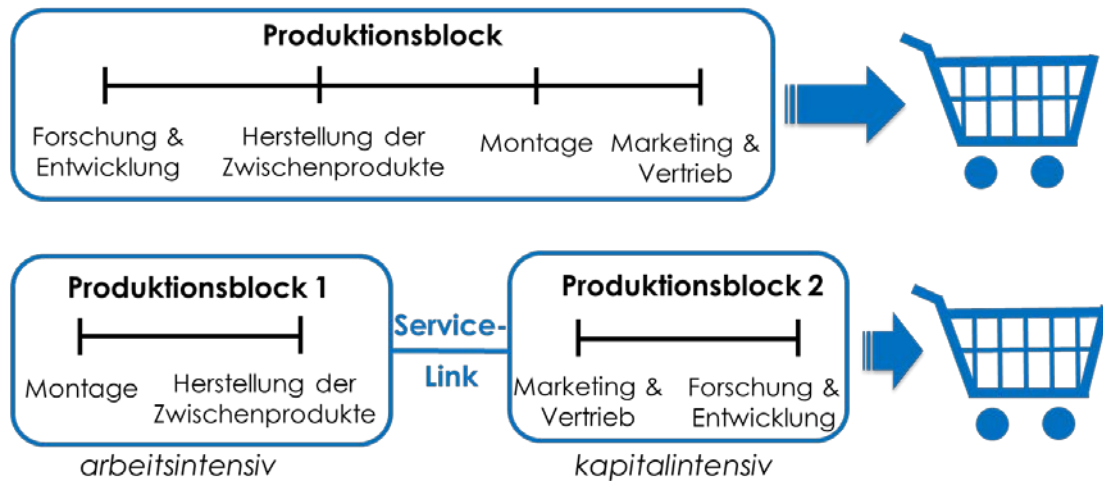 Produktionsblock
Forschung &
Entwicklung
Herstellung der
Zwischenprodukte
Montage
Marketing &
Vertrieb
Produktionsblock 1
Montage
Herstellung der
Zwischenprodukte
arbeitsintensiv
Service-
Link
Produktionsblock 2
Marketing &
Vertrieb
Forschung &
Entwicklung
kapitalintensiv